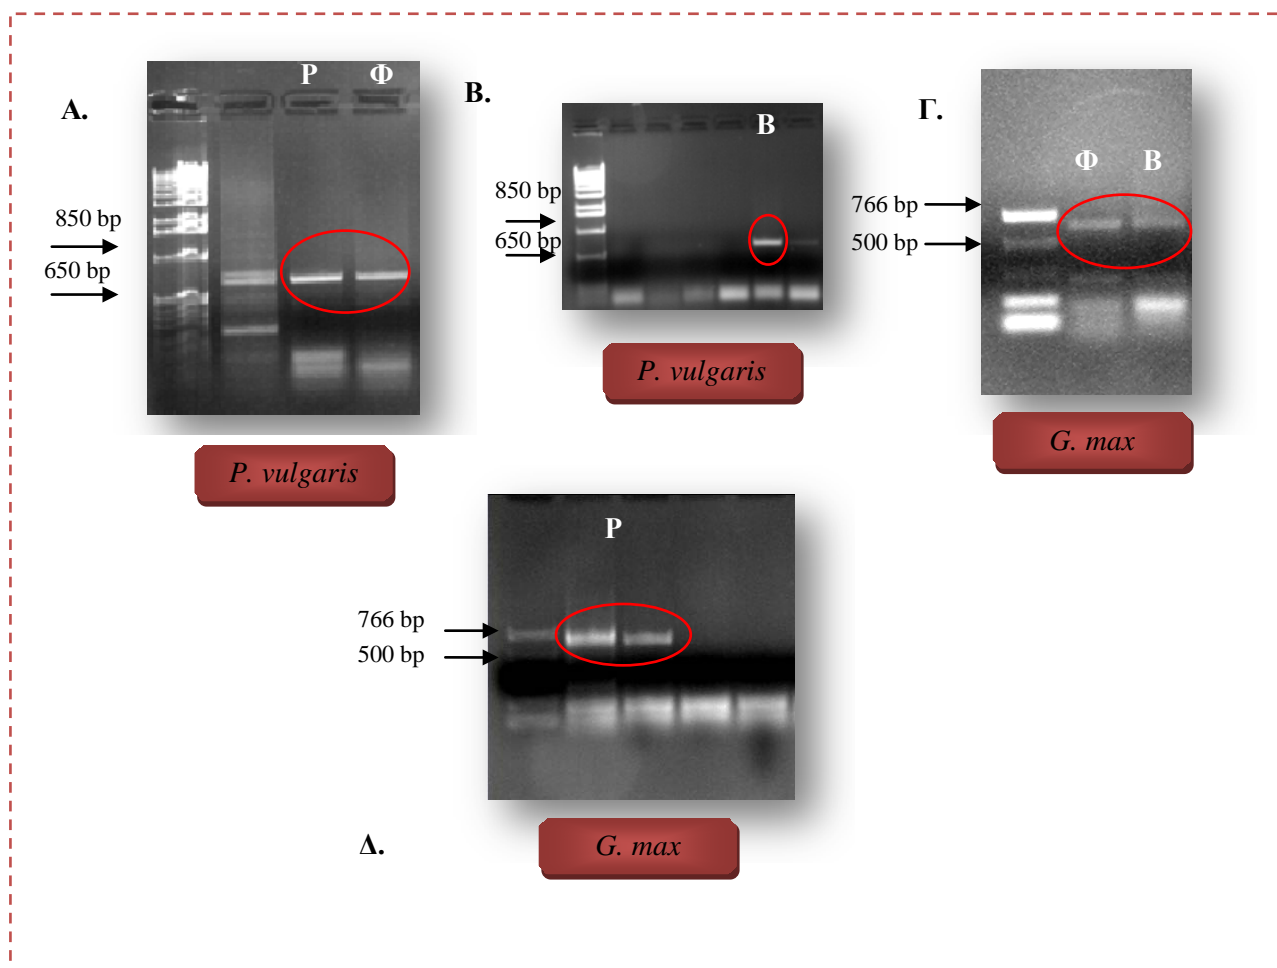 Α.
Ρ Φ
850 bp
650 bp
P. vulgaris
Β.
Β
850 bp
650 bp
P. vulgaris
Γ.
Φ Β
766 bp
500 bp
G. max
Ρ
766 bp
500 bp
Δ.
G. max